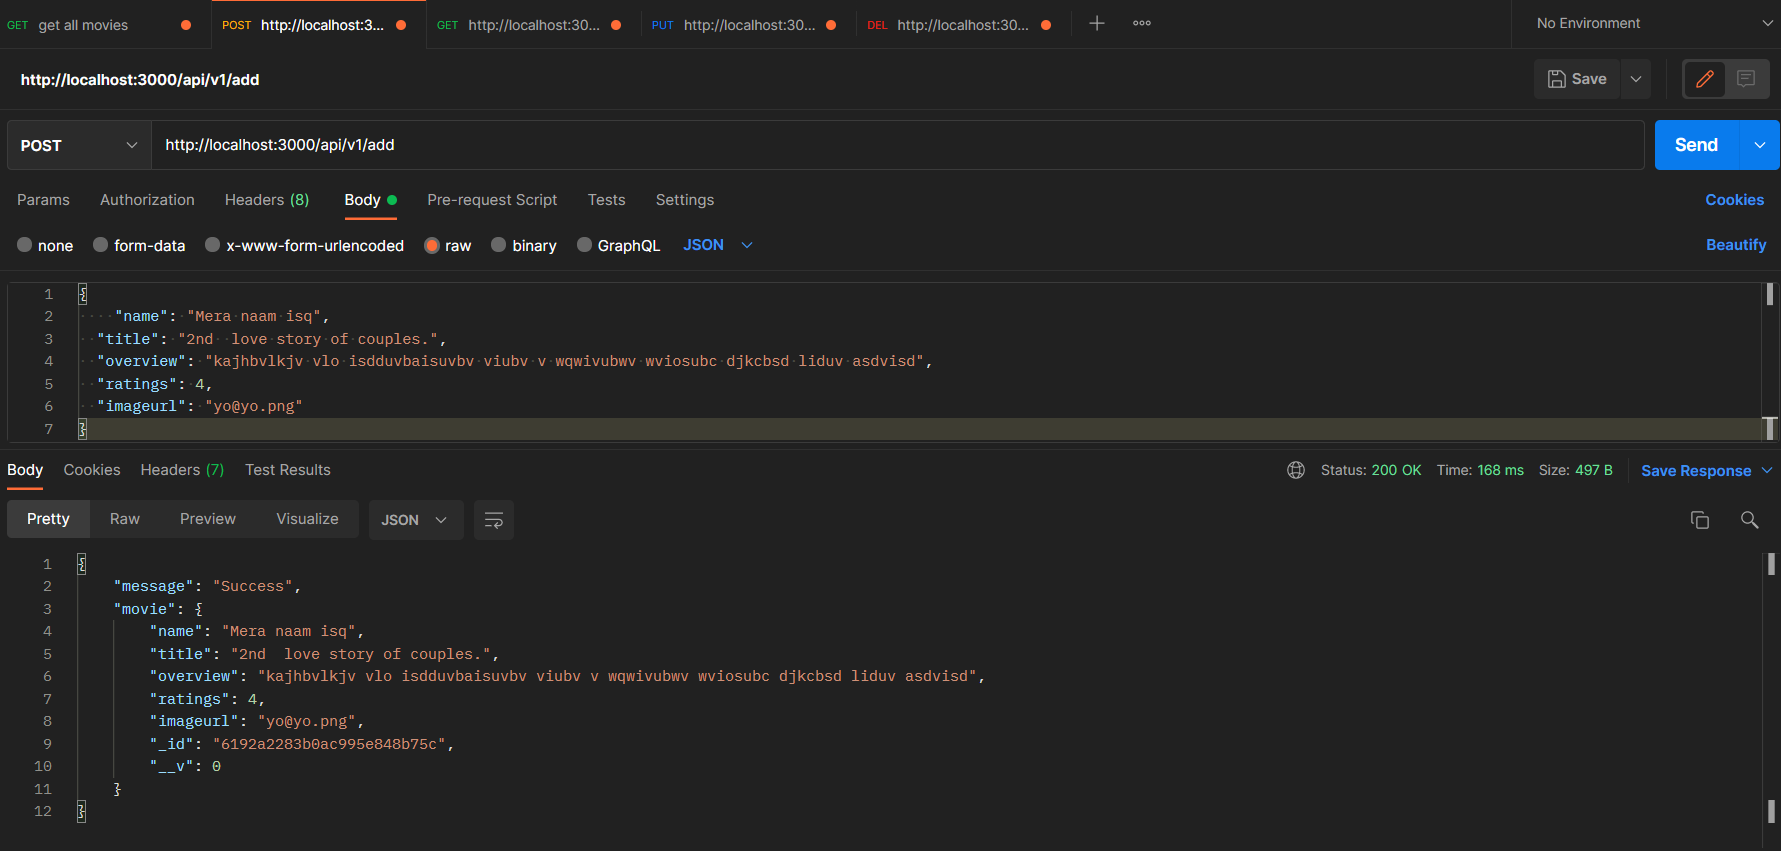 GET get all movies POST http://localhost:3... GET http://localhost:30... PUT http://localhost:30... DEL http://localhost:30... No Environment
http://localhost:3000/api/v1/add Save
POST http://localhost:3000/api/v1/add Send
Params Authorization Headers (8) Body Pre-request Script Tests Settings Cookies
none form-data x-www-form-urlencoded raw binary GraphQL JSON Beautify
1 {
2 "name": "Mera naam isq",
3 "title": "2nd  love story of couples.",
4 "overview": "kajhbvlkjv vlo isdduvbaisuvbv viubv v wqwivubwv wviosubc djkcbsd liduv asdvisd",
5 "ratings": 4,
6 "imageurl": "yo@yo.png"
7 }
Body Cookies Headers (7) Test Results Status: 200 OK Time: 168 ms Size: 497 B Save Response
Pretty Raw Preview Visualize JSON
1 {
2 "message": "Success",
3 "movie": {
4 "name": "Mera naam isq",
5 "title": "2nd  love story of couples.",
6 "overview": "kajhbvlkjv vlo isdduvbaisuvbv viubv v wqwivubwv wviosubc djkcbsd liduv asdvisd",
7 "ratings": 4,
8 "imageurl": "yo@yo.png",
9 "_id": "6192a2283b0ac995e848b75c",
10 "__v": 0
11 }
12 }